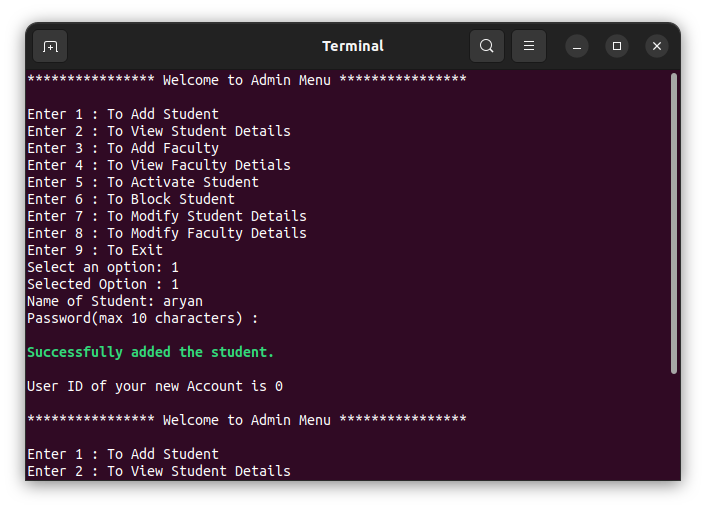 Terminal
**************** Welcome to Admin Menu ****************
Enter 1 : To Add Student
Enter 2 : To View Student Details
Enter 3 : To Add Faculty
Enter 4 : To View Faculty Detials
Enter 5 : To Activate Student
Enter 6 : To Block Student
Enter 7 : To Modify Student Details
Enter 8 : To Modify Faculty Details
Enter 9 : To Exit
Select an option: 1
Selected Option : 1
Name of Student: aryan
Password(max 10 characters) :
Successfully added the student.
User ID of your new Account is 0
**************** Welcome to Admin Menu ****************
Enter 1 : To Add Student
Enter 2 : To View Student Details